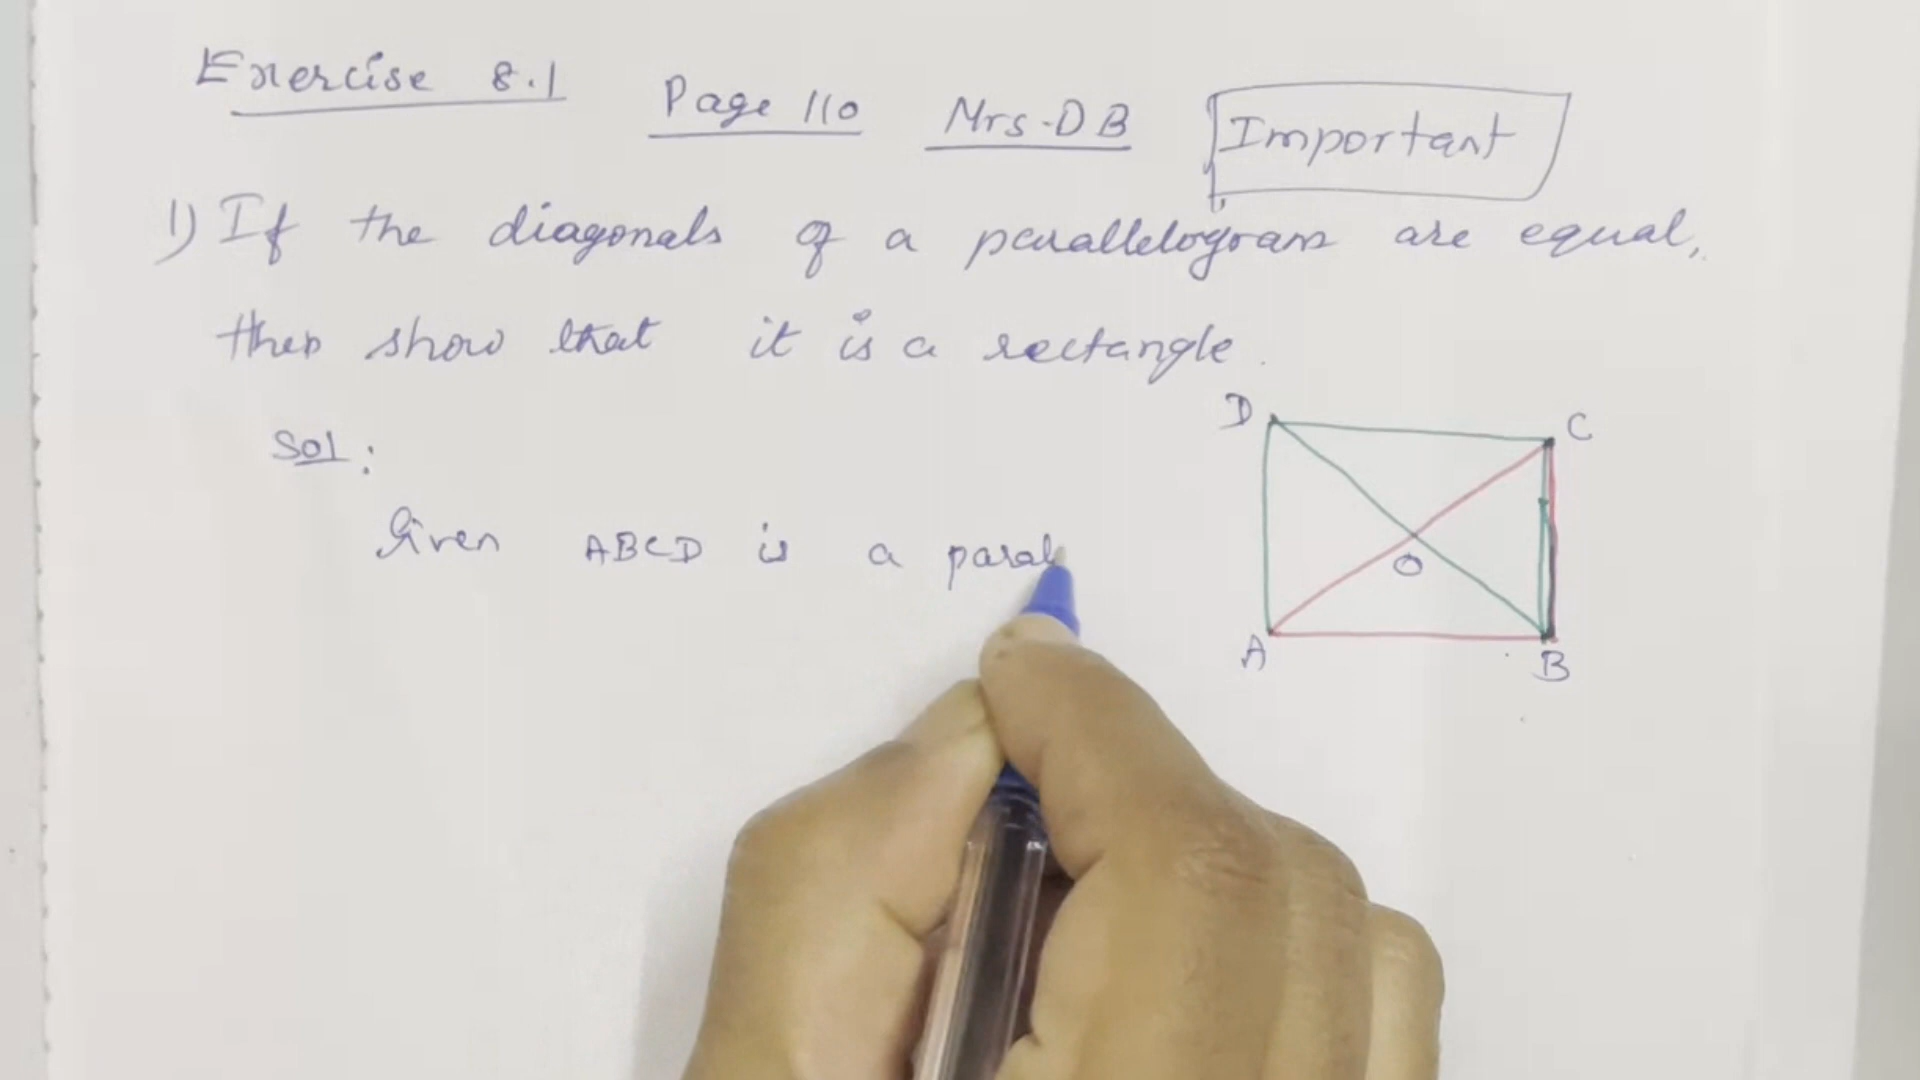 Exercise 8.1 Page 110 Mrs-DB Important
1) If the diagonals of a parallelogram are equal,
then show that it is a rectangle.
Sol:
D C
Given ABCD is a paral
O
A B